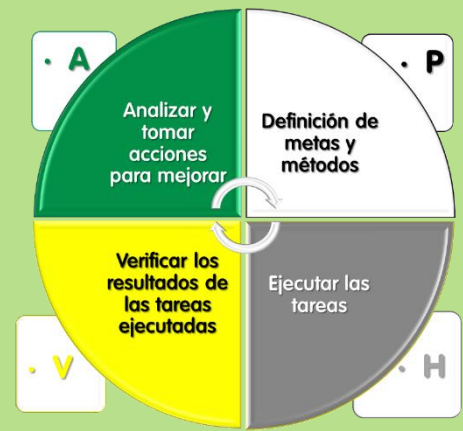 · A
Analizar y
tomar
acciones
para mejorar
· P
Definición de
metas y
métodos
Verificar los
resultados de
las tareas
ejecutadas
· V
Ejecutar las
tareas
· H